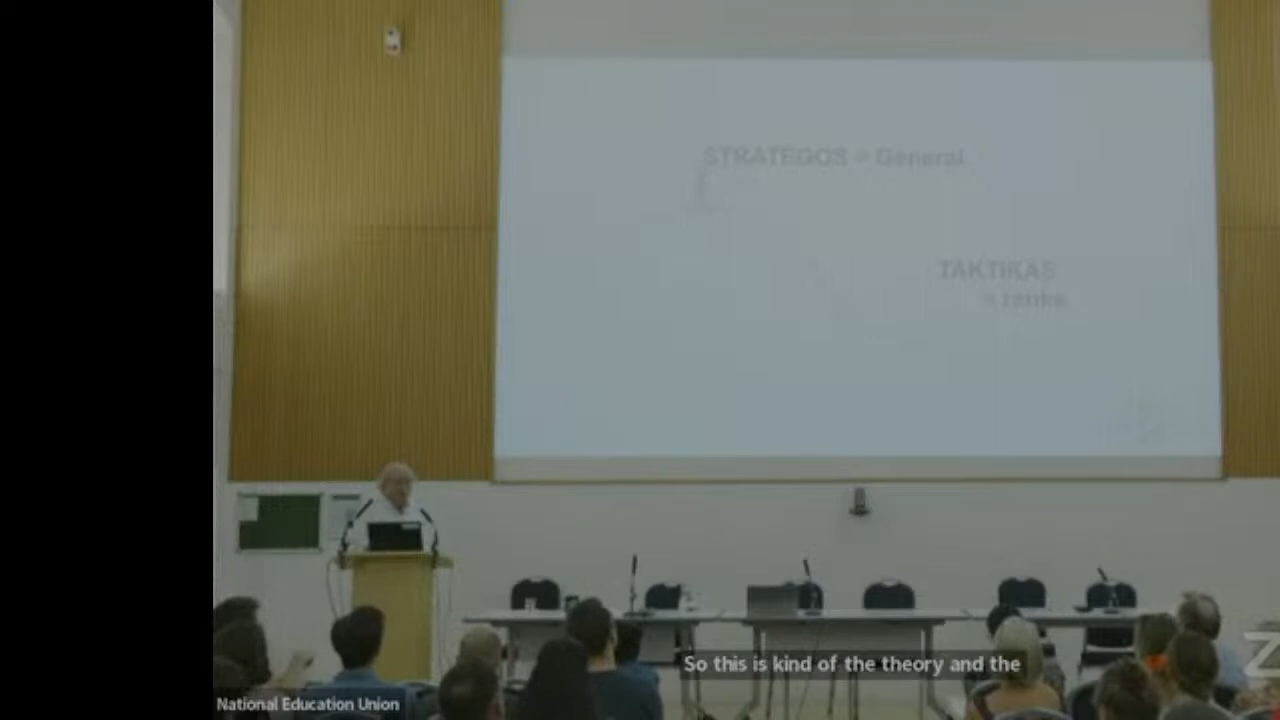 STRATEGOS = General
TAKTIKAS
= ranks
So this is kind of the theory and the
National Education Union
Z